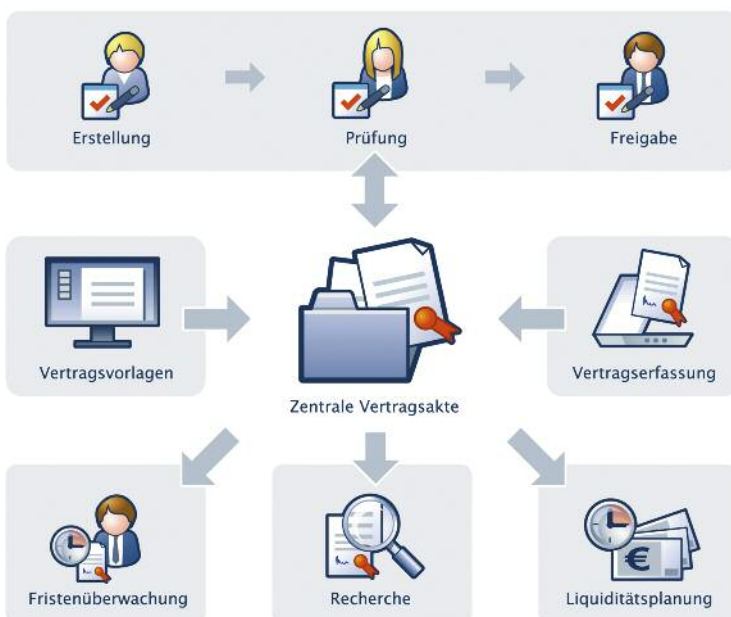 Erstellung
Prüfung
Freigabe
Vertragsvorlagen
Zentrale Vertragsakte
Vertragserfassung
Fristenüberwachung
Recherche
€
Liquiditätsplanung